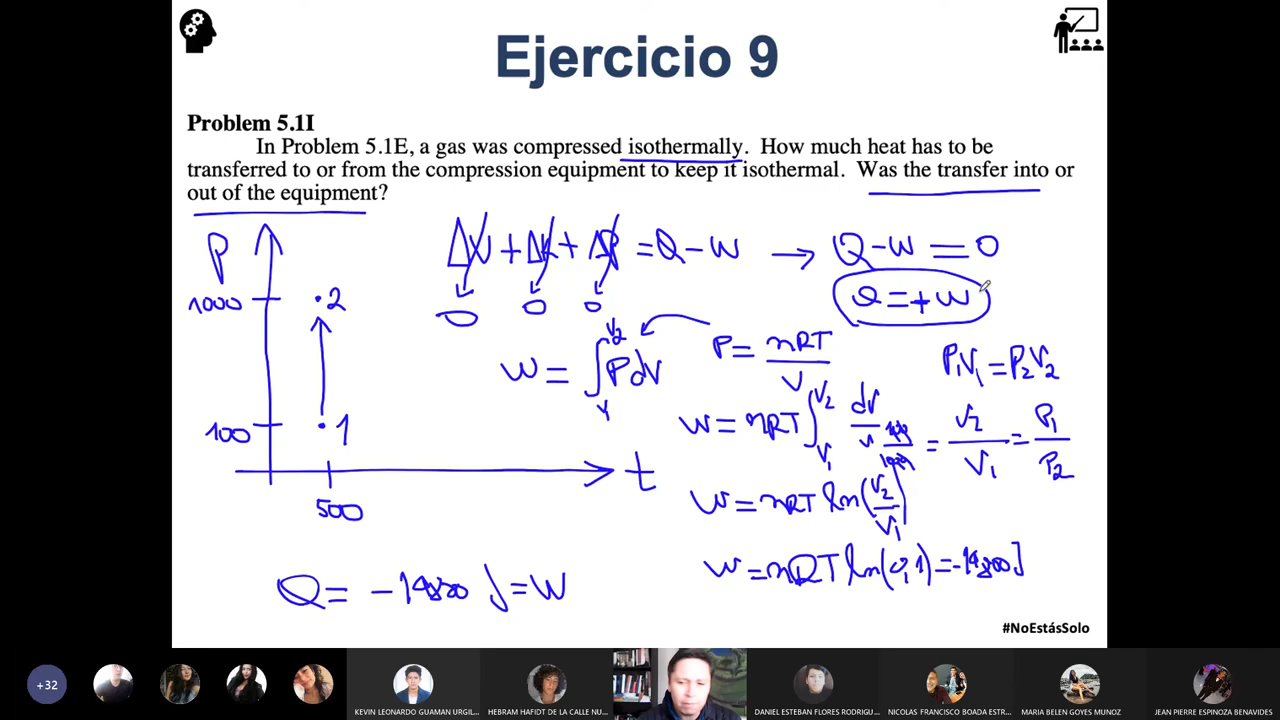 Ejercicio 9
Problem 5.1I
In Problem 5.1E, a gas was compressed isothermally. How much heat has to be
transferred to or from the compression equipment to keep it isothermal. Was the transfer into or
out of the equipment?
P
1000
2
100
1
500
t
ΔU + ΔK + ΔP = Q - W → Q - W = 0
0 0 0
Q = + W
W = ∫ P dV
V2
P = nRT / V
P1V1 = P2V2
W = nRT ∫ dV / V
V2
V1
= V2 / V1 = P1 / P2
W = nRT ln(V2 / V1)
W = nRT ln(0,1) =
Q =
J = W
#NoEstásSolo
+32
KEVIN LEONARDO GUAMAN URGIL...
HEBRAM HAFIDT DE LA CALLE NU...
DANIEL ESTEBAN FLORES RODRIGU...
NICOLAS FRANCISCO BOADA ESTR...
MARIA BELEN GOYES MUNOZ
JEAN PIERRE ESPINOZA BENAVIDES